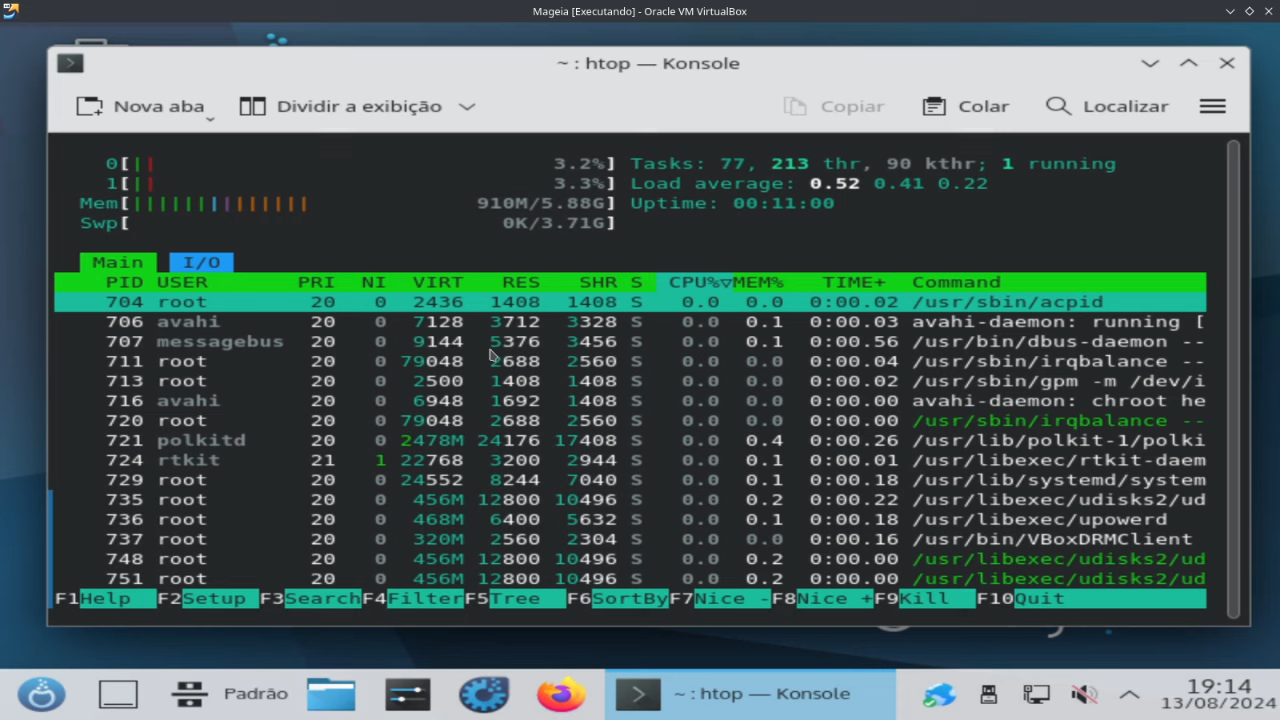 Mageia [Executando] - Oracle VM VirtualBox
~ : htop — Konsole
Nova aba Dividir a exibição Copiar Colar Localizar
0[|| 3.2%] Tasks: 77, 213 thr, 90 kthr; 1 running
1[|| 3.3%] Load average: 0.52 0.41 0.22
Mem[|||||||||||||| 910M/5.88G] Uptime: 00:11:00
Swp[ 0K/3.71G]
Main I/O
PID USER PRI NI VIRT RES SHR S CPU%▽MEM% TIME+ Command
704 root 20 0 2436 1408 1408 S 0.0 0.0 0:00.02 /usr/sbin/acpid
706 avahi 20 0 7128 3712 3328 S 0.0 0.1 0:00.03 avahi-daemon: running [
707 messagebus 20 0 9144 5376 3456 S 0.0 0.1 0:00.56 /usr/bin/dbus-daemon --
711 root 20 0 79048 2688 2560 S 0.0 0.0 0:00.04 /usr/sbin/irqbalance --
713 root 20 0 2500 1408 1408 S 0.0 0.0 0:00.02 /usr/sbin/gpm -m /dev/i
716 avahi 20 0 6948 1692 1408 S 0.0 0.0 0:00.00 avahi-daemon: chroot he
720 root 20 0 79048 2688 2560 S 0.0 0.0 0:00.00 /usr/sbin/irqbalance --
721 polkitd 20 0 2478M 24176 17408 S 0.0 0.4 0:00.26 /usr/lib/polkit-1/polki
724 rtkit 21 1 22768 3200 2944 S 0.0 0.1 0:00.01 /usr/libexec/rtkit-daem
729 root 20 0 24552 8244 7040 S 0.0 0.1 0:00.18 /usr/lib/systemd/system
735 root 20 0 456M 12800 10496 S 0.0 0.2 0:00.22 /usr/libexec/udisks2/ud
736 root 20 0 468M 6400 5632 S 0.0 0.1 0:00.18 /usr/libexec/upowerd
737 root 20 0 320M 2560 2304 S 0.0 0.0 0:00.16 /usr/bin/VBoxDRMClient
748 root 20 0 456M 12800 10496 S 0.0 0.2 0:00.00 /usr/libexec/udisks2/ud
751 root 20 0 456M 12800 10496 S 0.0 0.2 0:00.00 /usr/libexec/udisks2/ud
F1Help F2Setup F3SearchF4FilterF5Tree F6SortByF7Nice -F8Nice +F9Kill F10Quit
Padrão ~ : htop — Konsole 19:14
13/08/2024